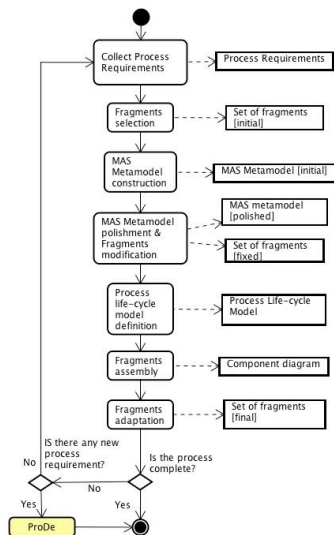 Collect Process
Requirements
Process Requirements
Fragments
selection
Set of fragments
[initial]
MAS
Metamodel
construction
MAS Metamodel [initial]
MAS Metamodel
polishment &
Fragments
modification
MAS metamodel
[polished]
Set of fragments
[fixed]
Process
life-cycle
model
definition
Process Life-cycle
Model
Fragments
assembly
Component diagram
Fragments
adaptation
Set of fragments
[final]
IS there any new
process
requirement?
Is the process
complete?
No
No
Yes
Yes
ProDe